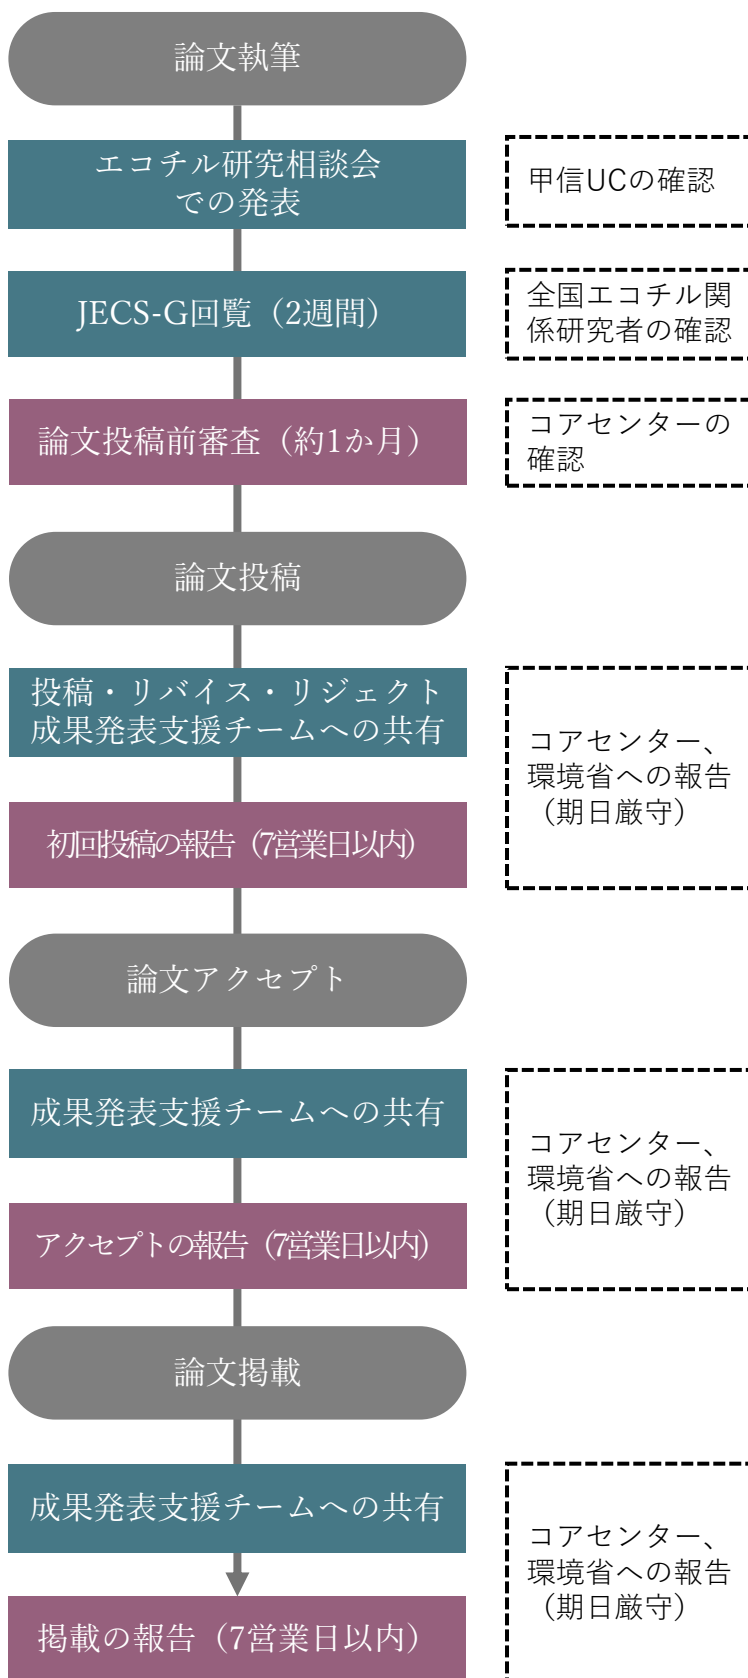 論文執筆
エコチル研究相談会
での発表
甲信UCの確認
JECS-G回覧（2週間）
全国エコチル関
係研究者の確認
論文投稿前審査（約1か月）
コアセンターの
確認
論文投稿
投稿・リバイス・リジェクト
成果発表支援チームへの共有
初回投稿の報告（7営業日以内）
コアセンター、
環境省への報告
（期日厳守）
論文アクセプト
成果発表支援チームへの共有
アクセプトの報告（7営業日以内）
コアセンター、
環境省への報告
（期日厳守）
論文掲載
成果発表支援チームへの共有
掲載の報告（7営業日以内）
コアセンター、
環境省への報告
（期日厳守）